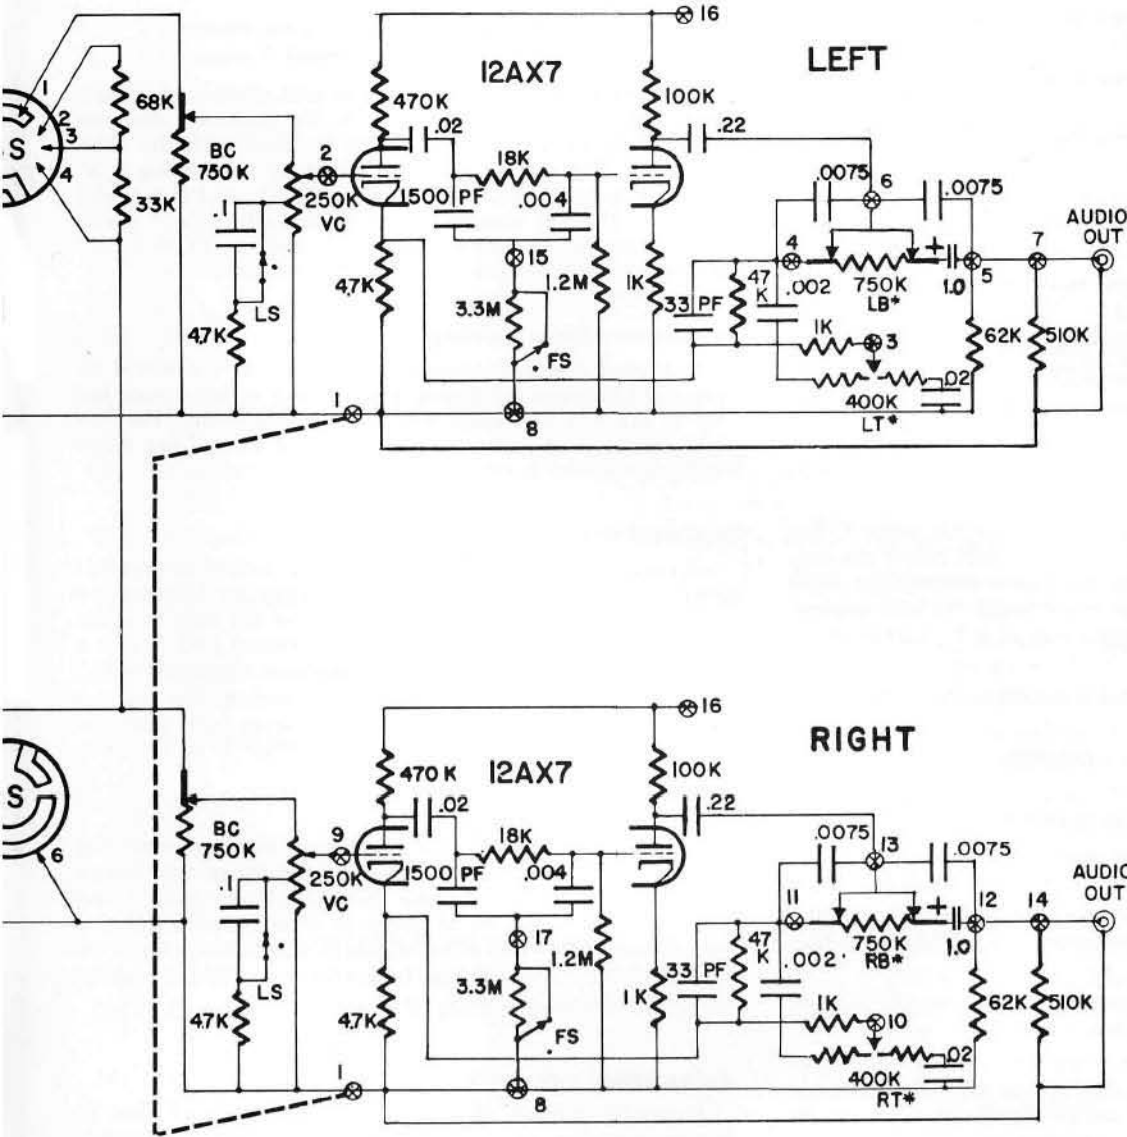 16
12AX7
LEFT
1
68K
2
S
3
4
33K
BC
750K
2
250K
VC
470K
.02
18K
1500 PF
.004
100K
.22
.0075
6
.0075
AUDIO
OUT
.1
LS
4.7K
4.7K
15
3.3M
FS
1.2M
1K
33 PF
47
K
4
.002
750K
LB*
+
1.0
5
7
1K
3
62K
510K
.02
400K
LT*
1
8
16
12AX7
RIGHT
S
6
BC
750K
9
250K
VC
470K
.02
18K
1500 PF
.004
100K
.22
.0075
13
.0075
AUDIO
OUT
.1
LS
47K
47K
17
3.3M
FS
1.2M
1K
33 PF
47
K
11
.002
750K
RB*
+
1.0
12
14
1K
10
62K
510K
.02
400K
RT*
1
8